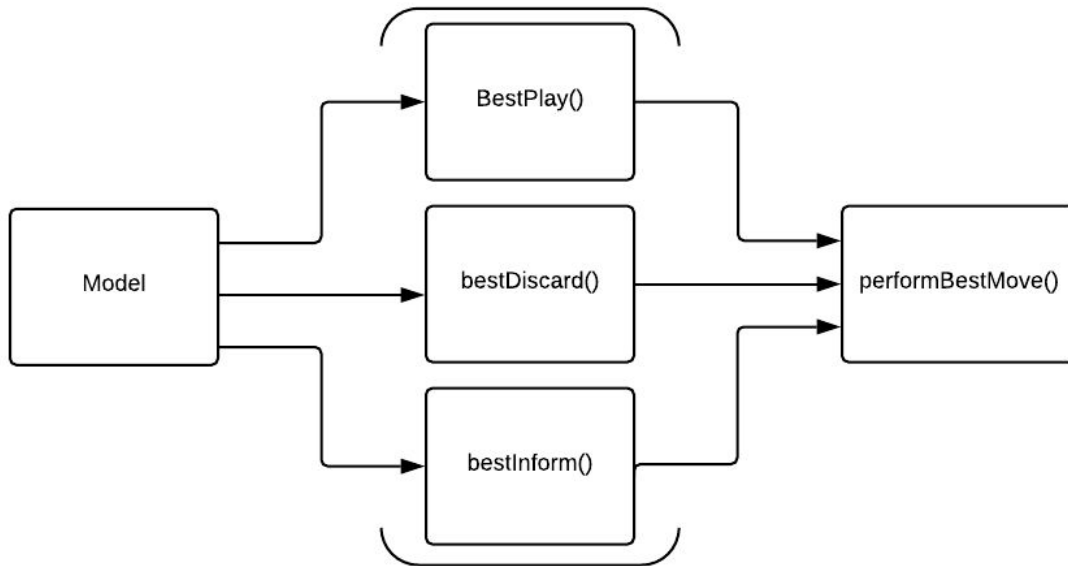 BestPlay()
Model
bestDiscard()
performBestMove()
bestInform()